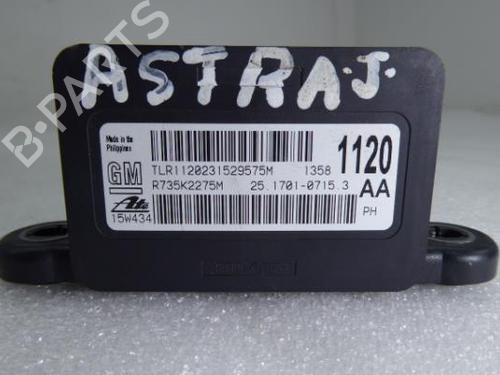 ASTRA.J.
B-PARTS
Made in the
Philippines
GM
TLR1120231529575M 1358
1120
R735K2275M 25.1701-0715.3
AA
Ate
15W434
PH